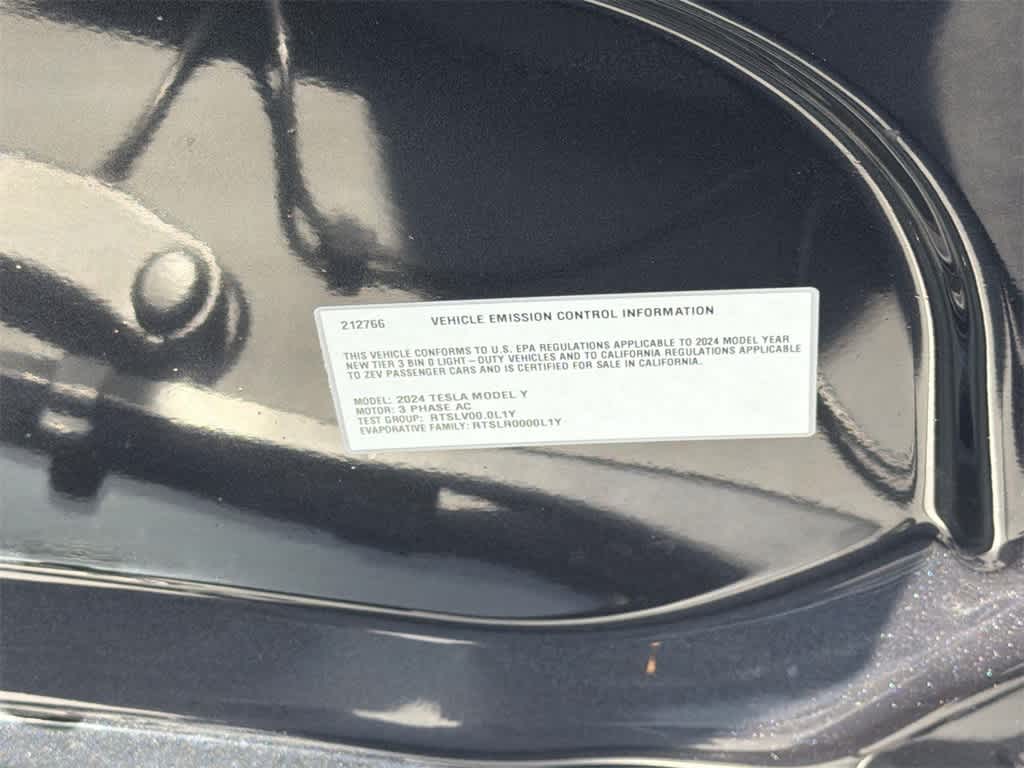 212766 VEHICLE EMISSION CONTROL INFORMATION
THIS VEHICLE CONFORMS TO U.S. EPA REGULATIONS APPLICABLE TO 2024 MODEL YEAR
NEW TIER 3 BIN 0 LIGHT-DUTY VEHICLES AND TO CALIFORNIA REGULATIONS APPLICABLE
TO ZEV PASSENGER CARS AND IS CERTIFIED FOR SALE IN CALIFORNIA.
MODEL: 2024 TESLA MODEL Y
MOTOR: 3 PHASE AC
TEST GROUP: RTSLV00.0L1Y
EVAPORATIVE FAMILY: RTSLR0000L1Y